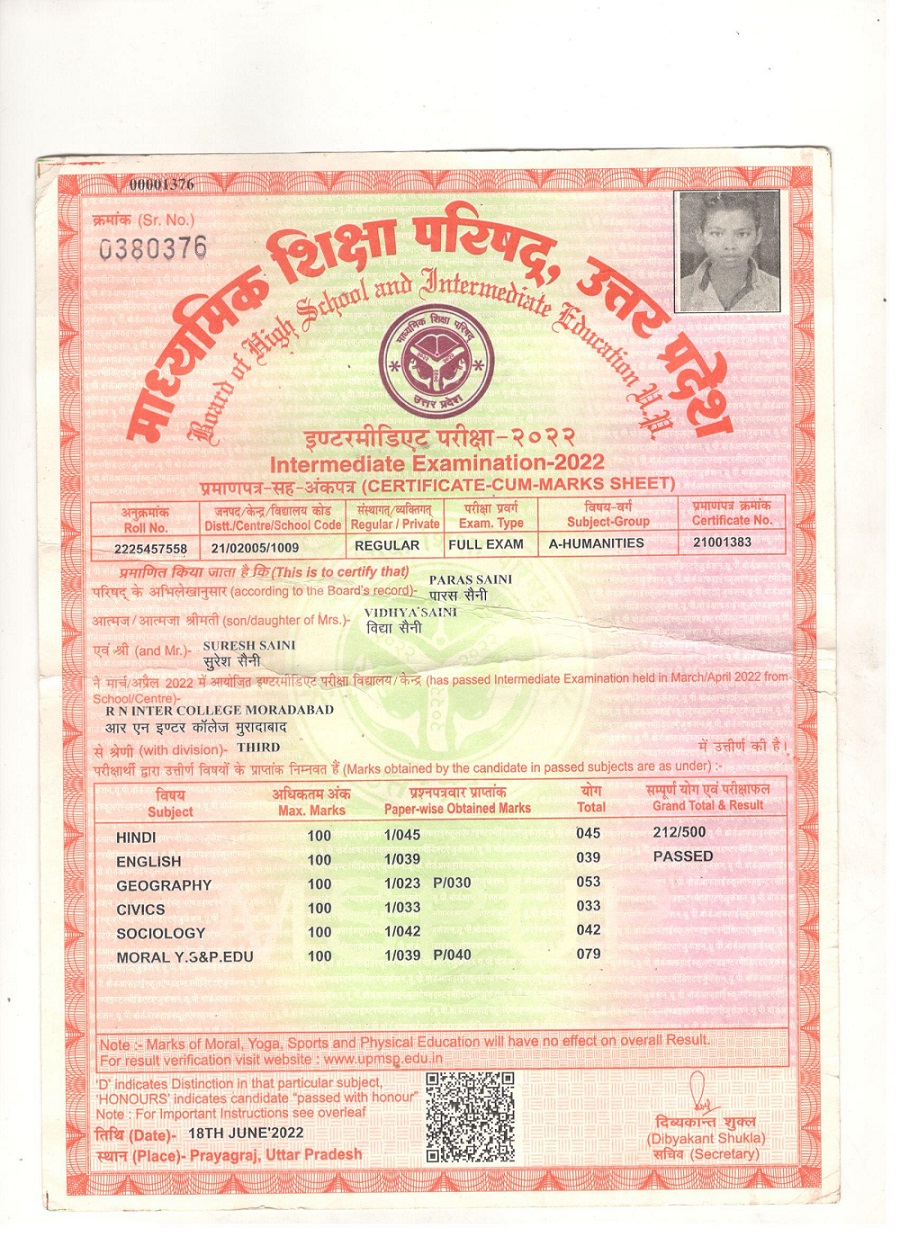 00001376
क्रमांक (Sr. No.)
0380376
माध्यमिक शिक्षा परिषद्, उत्तर प्रदेश
Board of High School and Intermediate Education U.P.
माध्यमिक शिक्षा परिषद्
उत्तर प्रदेश
इण्टरमीडिएट परीक्षा-२०२२
Intermediate Examination-2022
प्रमाणपत्र-सह-अंकपत्र (CERTIFICATE-CUM-MARKS SHEET)
अनुक्रमांक जनपद/केन्द्र/विद्यालय कोड संस्थागत्/व्यक्तिगत् परीक्षा प्रवर्ग विषय-वर्ग प्रमाणपत्र क्रमांक
Roll No. Distt./Centre/School Code Regular / Private Exam. Type Subject-Group Certificate No.
2225457558 21/02005/1009 REGULAR FULL EXAM A-HUMANITIES 21001383
प्रमाणित किया जाता है कि (This is to certify that)
PARAS SAINI
परिषद् के अभिलेखानुसार (according to the Board's record)- पारस सैनी
VIDHYA SAINI
आत्मज/आत्मजा श्रीमती (son/daughter of Mrs.)- विद्या सैनी
एवं श्री (and Mr.)- SURESH SAINI
सुरेश सैनी
ने मार्च/अप्रैल 2022 में आयोजित इण्टरमीडिएट परीक्षा विद्यालय/केन्द्र (has passed Intermediate Examination held in March/April 2022 from
School/Centre)-
R N INTER COLLEGE MORADABAD
आर एन इण्टर कॉलेज मुरादाबाद
से श्रेणी (with division)- THIRD में उत्तीर्ण की है।
परीक्षार्थी द्वारा उत्तीर्ण विषयों के प्राप्तांक निम्नवत हैं (Marks obtained by the candidate in passed subjects are as under) :-
विषय अधिकतम अंक प्रश्नपत्रवार प्राप्तांक योग सम्पूर्ण योग एवं परीक्षाफल
Subject Max. Marks Paper-wise Obtained Marks Total Grand Total & Result
HINDI 100 1/045 045 212/500
ENGLISH 100 1/039 039 PASSED
GEOGRAPHY 100 1/023 P/030 053
CIVICS 100 1/033 033
SOCIOLOGY 100 1/042 042
MORAL Y.S&P.EDU 100 1/039 P/040 079
Note :- Marks of Moral, Yoga, Sports and Physical Education will have no effect on overall Result.
For result verification visit website : www.upmsp.edu.in
'D' indicates Distinction in that particular subject,
'HONOURS' indicates candidate "passed with honour"
Note : For Important Instructions see overleaf
तिथि (Date)- 18TH JUNE'2022
स्थान (Place)- Prayagraj, Uttar Pradesh
दिब्यकान्त शुक्ल
(Dibyakant Shukla)
सचिव (Secretary)